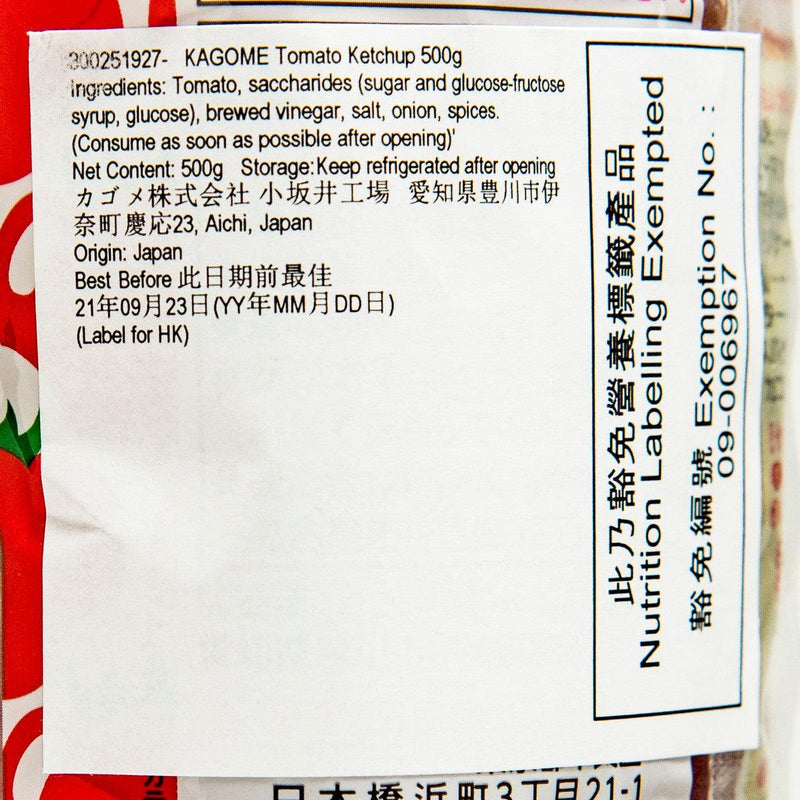 300251927- KAGOME Tomato Ketchup 500g
Ingredients: Tomato, saccharides (sugar and glucose-fructose
syrup, glucose), brewed vinegar, salt, onion, spices.
(Consume as soon as possible after opening)'
Net Content: 500g Storage:Keep refrigerated after opening
カゴメ株式会社 小坂井工場 愛知県豊川市伊
奈町慶応23, Aichi, Japan
Origin: Japan
Best Before 此日期前最佳
21年09月23日(YY年MM月DD日)
(Label for HK)
此乃豁免營養標籤產品
Nutrition Labelling Exempted
豁免編號 Exemption No. :
09-006967
日本橋浜町3丁目21-1